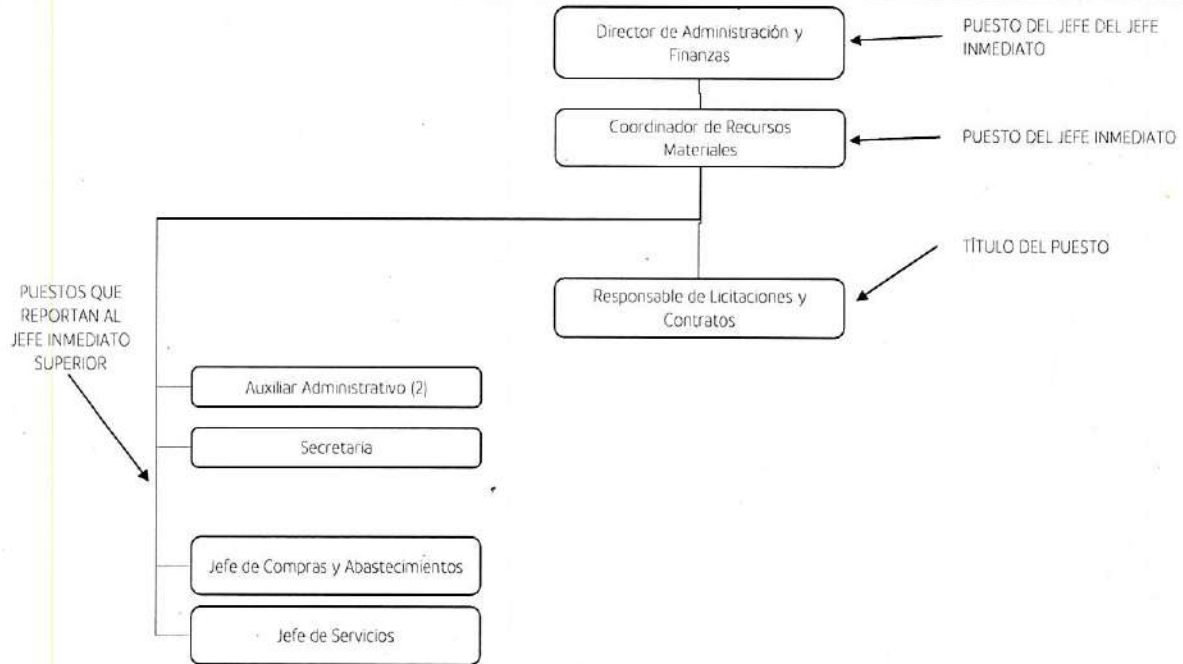 Director de Administración y
Finanzas
PUESTO DEL JEFE DEL JEFE
INMEDIATO
Coordinador de Recursos
Materiales
PUESTO DEL JEFE INMEDIATO
TÍTULO DEL PUESTO
Responsable de Licitaciones y
Contratos
PUESTOS QUE
REPORTAN AL
JEFE INMEDIATO
SUPERIOR
Auxiliar Administrativo (2)
Secretaria
Jefe de Compras y Abastecimientos
Jefe de Servicios